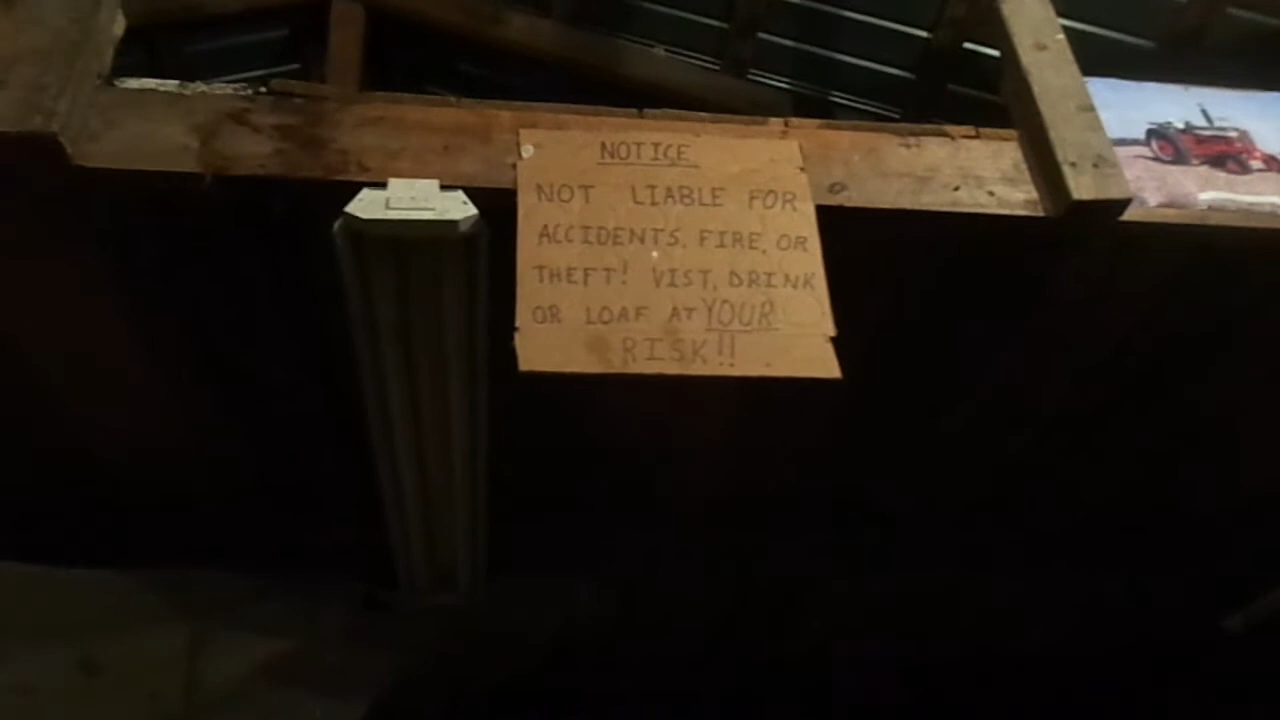 NOTICE
NOT LIABLE FOR
ACCIDENTS, FIRE, OR
THEFT! VIST, DRINK
OR LOAF AT YOUR
RISK!!